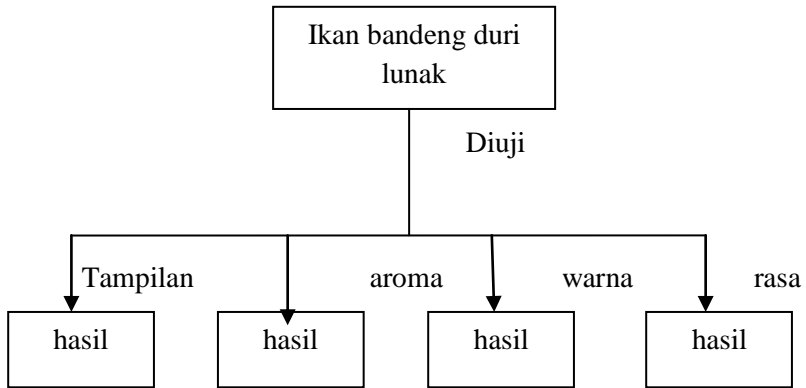 Ikan bandeng duri
lunak
Diuji
Tampilan aroma warna rasa
hasil hasil hasil hasil